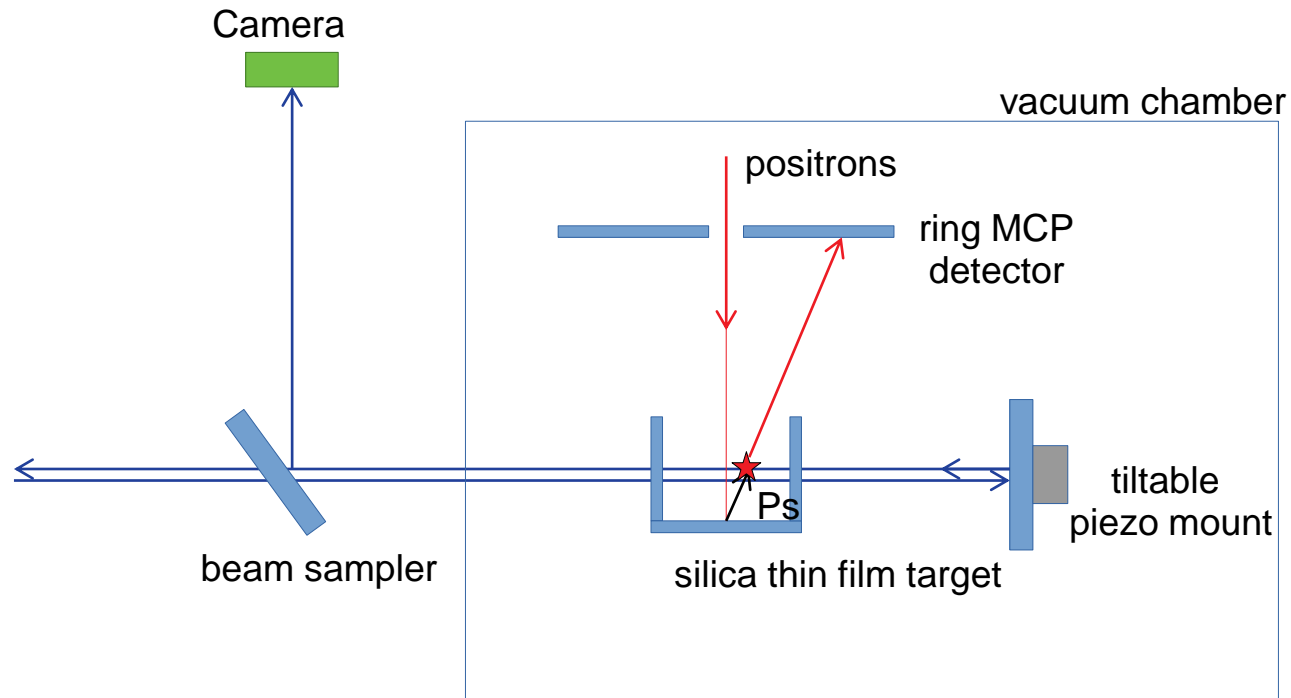 Camera
vacuum chamber
positrons
ring MCP
detector
Ps
tiltable
piezo mount
beam sampler
silica thin film target